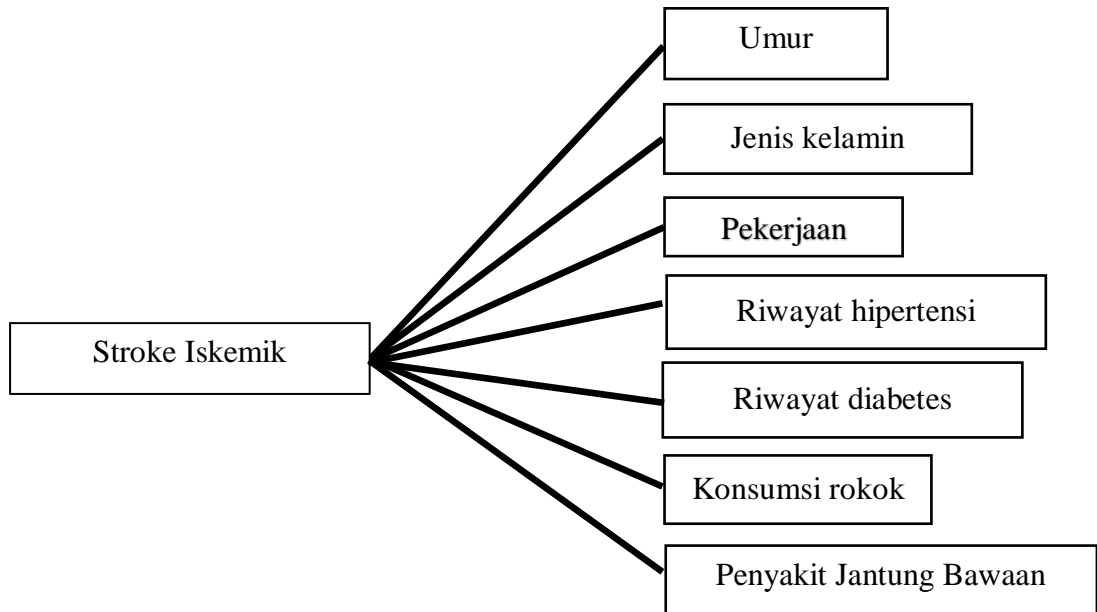 Umur
Jenis kelamin
Pekerjaan
Riwayat hipertensi
Stroke Iskemik
Riwayat diabetes
Konsumsi rokok
Penyakit Jantung Bawaan